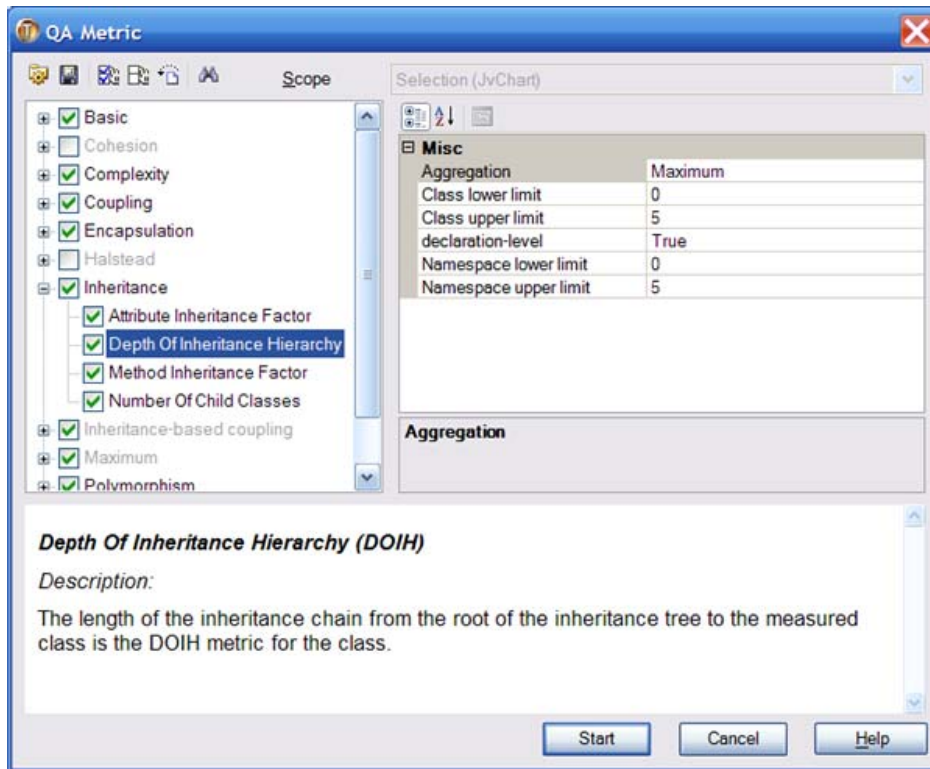 QA Metric
Scope
Selection (JvChart)
Basic
Cohesion
Complexity
Coupling
Encapsulation
Halstead
Inheritance
Attribute Inheritance Factor
Depth Of Inheritance Hierarchy
Method Inheritance Factor
Number Of Child Classes
Inheritance-based coupling
Maximum
Polymorphism
Misc
Aggregation Maximum
Class lower limit 0
Class upper limit 5
declaration-level True
Namespace lower limit 0
Namespace upper limit 5
Aggregation
Depth Of Inheritance Hierarchy (DOIH)
Description:
The length of the inheritance chain from the root of the inheritance tree to the measured
class is the DOIH metric for the class.
Start Cancel Help